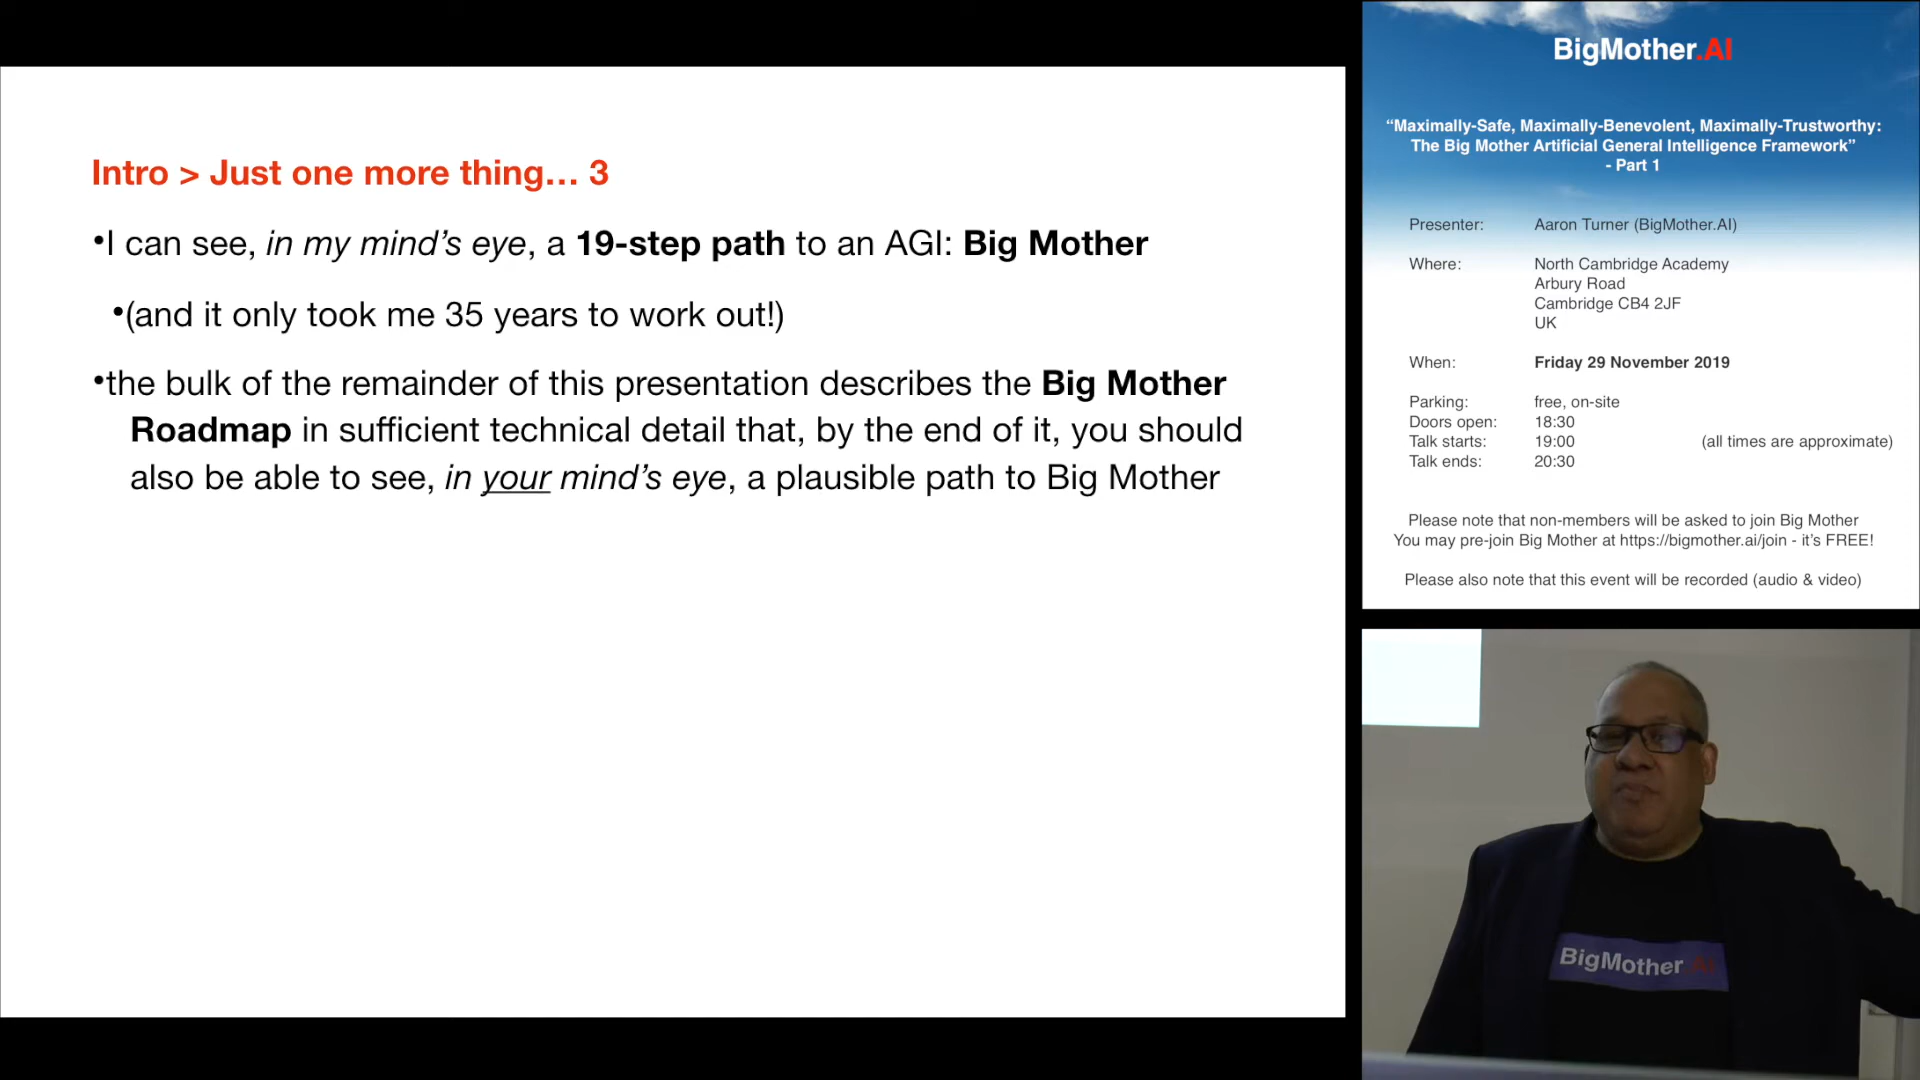 Intro > Just one more thing… 3
•I can see, in my mind’s eye, a 19-step path to an AGI: Big Mother
•(and it only took me 35 years to work out!)
•the bulk of the remainder of this presentation describes the Big Mother
Roadmap in sufficient technical detail that, by the end of it, you should
also be able to see, in your mind’s eye, a plausible path to Big Mother
BigMother.AI
“Maximally-Safe, Maximally-Benevolent, Maximally-Trustworthy:
The Big Mother Artificial General Intelligence Framework”
- Part 1
Presenter: Aaron Turner (BigMother.AI)
Where: North Cambridge Academy
Arbury Road
Cambridge CB4 2JF
UK
When: Friday 29 November 2019
Parking: free, on-site
Doors open: 18:30
Talk starts: 19:00 (all times are approximate)
Talk ends: 20:30
Please note that non-members will be asked to join Big Mother
You may pre-join Big Mother at https://bigmother.ai/join - it’s FREE!
Please also note that this event will be recorded (audio & video)
BigMother.AI